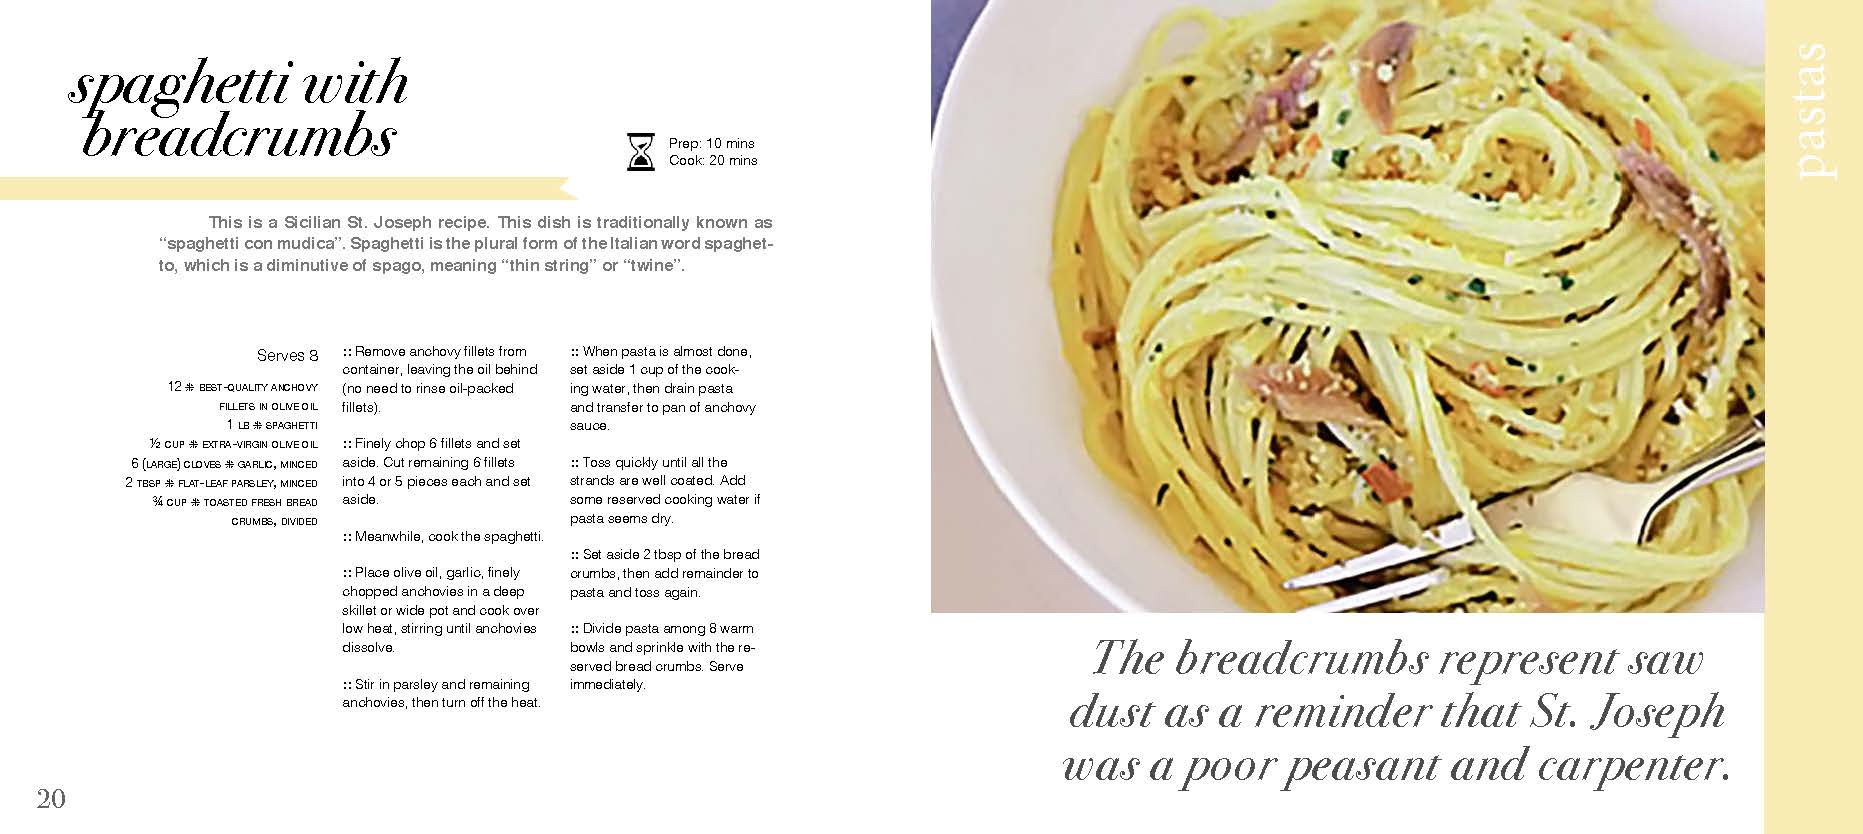 spaghetti with
breadcrumbs
Prep: 10 mins
Cook: 20 mins
This is a Sicilian St. Joseph recipe. This dish is traditionally known as
“spaghetti con mudica”. Spaghetti is the plural form of the Italian word spaghet-
to, which is a diminutive of spago, meaning “thin string” or “twine”.
Serves 8
12 # BEST-QUALITY ANCHOVY
FILLETS IN OLIVE OIL
1 LB # SPAGHETTI
½ CUP # EXTRA-VIRGIN OLIVE OIL
6 (LARGE) CLOVES # GARLIC, MINCED
2 TBSP # FLAT-LEAF PARSLEY, MINCED
¾ CUP # TOASTED FRESH BREAD
CRUMBS, DIVIDED
:: Remove anchovy fillets from
container, leaving the oil behind
(no need to rinse oil-packed
fillets).
:: Finely chop 6 fillets and set
aside. Cut remaining 6 fillets
into 4 or 5 pieces each and set
aside.
:: Meanwhile, cook the spaghetti.
:: Place olive oil, garlic, finely
chopped anchovies in a deep
skillet or wide pot and cook over
low heat, stirring until anchovies
dissolve.
:: Stir in parsley and remaining
anchovies, then turn off the heat.
:: When pasta is almost done,
set aside 1 cup of the cook-
ing water, then drain pasta
and transfer to pan of anchovy
sauce.
:: Toss quickly until all the
strands are well coated. Add
some reserved cooking water if
pasta seems dry.
:: Set aside 2 tbsp of the bread
crumbs, then add remainder to
pasta and toss again.
:: Divide pasta among 8 warm
bowls and sprinkle with the re-
served bread crumbs. Serve
immediately.
20
pastas
The breadcrumbs represent saw
dust as a reminder that St. Joseph
was a poor peasant and carpenter.